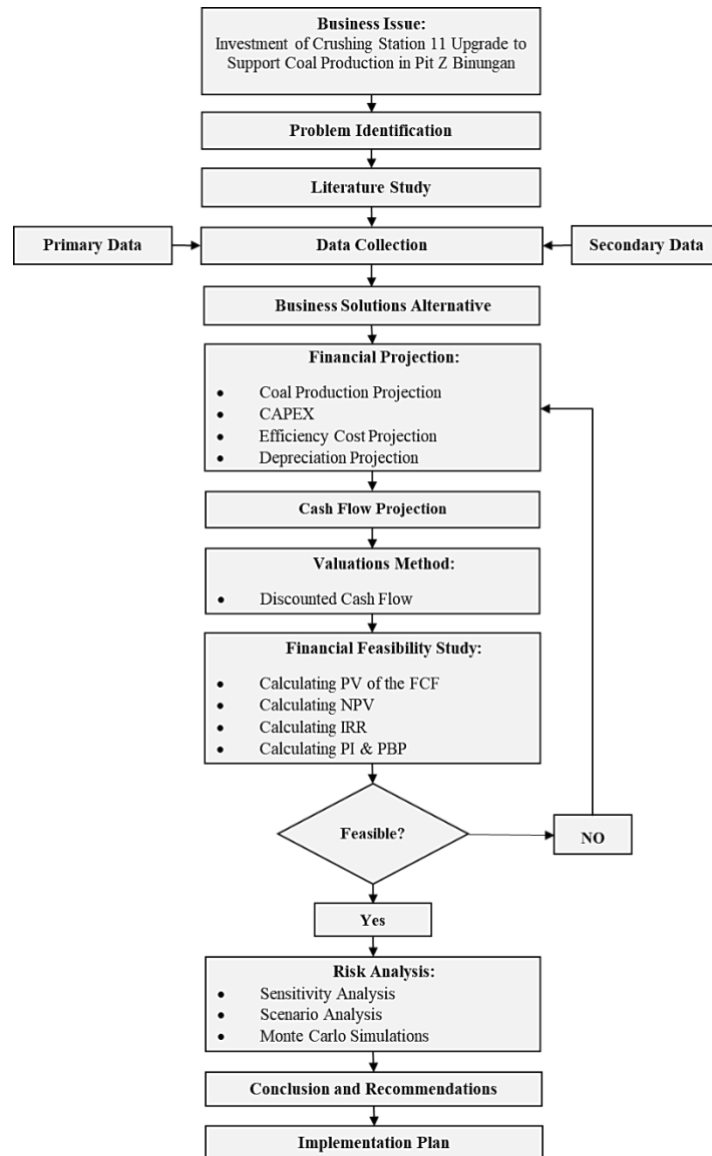 Business Issue:
Investment of Crushing Station 11 Upgrade to
Support Coal Production in Pit Z Binungan
Problem Identification
Literature Study
Primary Data
Data Collection
Secondary Data
Business Solutions Alternative
Financial Projection:
• Coal Production Projection
• CAPEX
• Efficiency Cost Projection
• Depreciation Projection
Cash Flow Projection
Valuations Method:
• Discounted Cash Flow
Financial Feasibility Study:
• Calculating PV of the FCF
• Calculating NPV
• Calculating IRR
• Calculating PI & PBP
Feasible?
NO
Yes
Risk Analysis:
• Sensitivity Analysis
• Scenario Analysis
• Monte Carlo Simulations
Conclusion and Recommendations
Implementation Plan